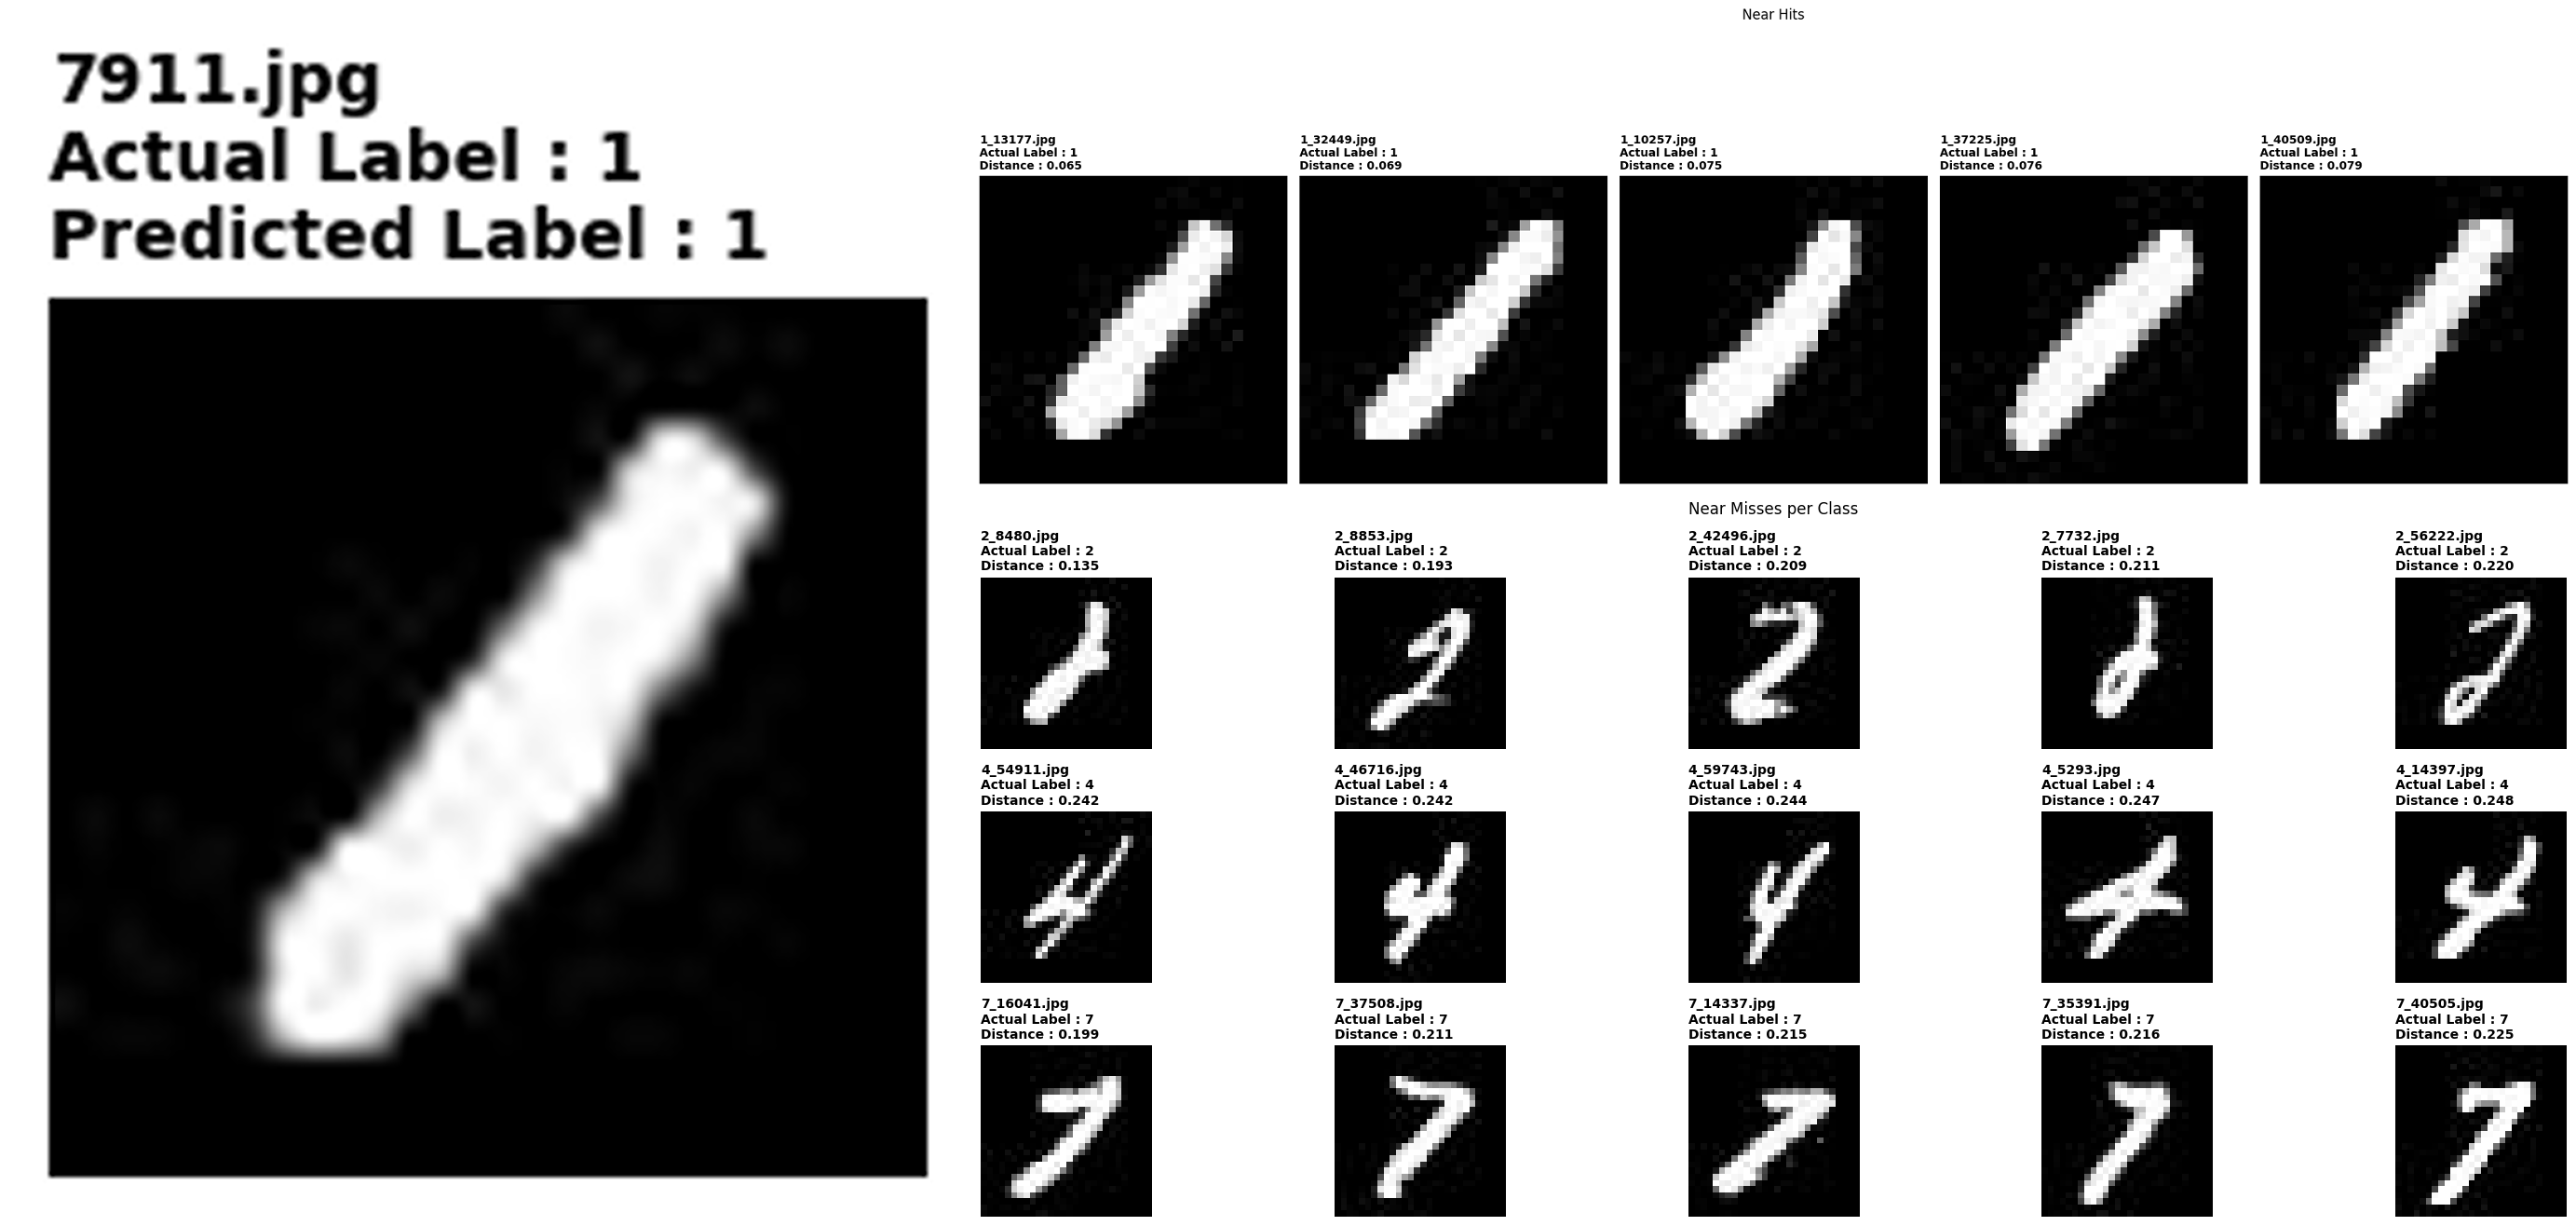 7911.jpg
Actual Label : 1
Predicted Label : 1
Near Hits
1_13177.jpg
Actual Label : 1
Distance : 0.065
1_32449.jpg
Actual Label : 1
Distance : 0.069
1_10257.jpg
Actual Label : 1
Distance : 0.075
1_37225.jpg
Actual Label : 1
Distance : 0.076
1_40509.jpg
Actual Label : 1
Distance : 0.079
Near Misses per Class
2_8480.jpg
Actual Label : 2
Distance : 0.135
2_8853.jpg
Actual Label : 2
Distance : 0.193
2_42496.jpg
Actual Label : 2
Distance : 0.209
2_7732.jpg
Actual Label : 2
Distance : 0.211
2_56222.jpg
Actual Label : 2
Distance : 0.220
4_54911.jpg
Actual Label : 4
Distance : 0.242
4_46716.jpg
Actual Label : 4
Distance : 0.242
4_59743.jpg
Actual Label : 4
Distance : 0.244
4_5293.jpg
Actual Label : 4
Distance : 0.247
4_14397.jpg
Actual Label : 4
Distance : 0.248
7_16041.jpg
Actual Label : 7
Distance : 0.199
7_37508.jpg
Actual Label : 7
Distance : 0.211
7_14337.jpg
Actual Label : 7
Distance : 0.215
7_35391.jpg
Actual Label : 7
Distance : 0.216
7_40505.jpg
Actual Label : 7
Distance : 0.225